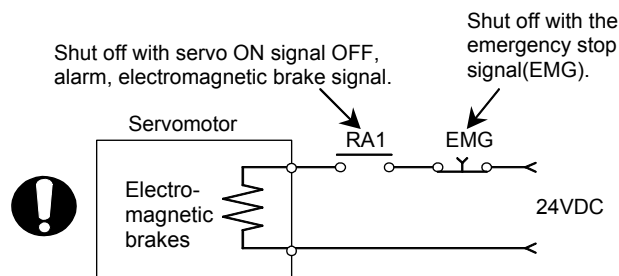 Shut off with the
emergency stop
signal(EMG).
Shut off with servo ON signal OFF,
alarm, electromagnetic brake signal.
Servomotor
RA1
EMG
Electro-
magnetic
brakes
24VDC